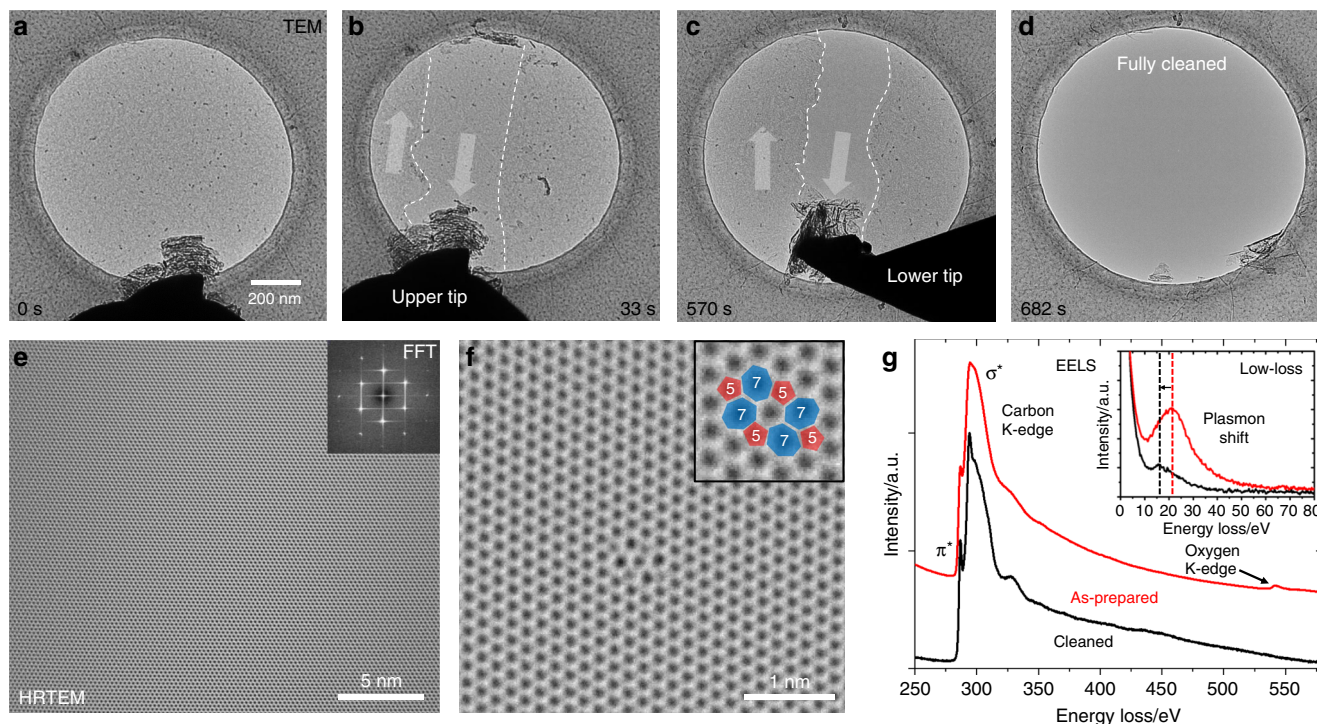 a
TEM
0 s
200 nm
b
Upper tip
33 s
c
Lower tip
570 s
d
Fully cleaned
682 s
e
FFT
HRTEM
5 nm
f
7
5
5
7
7
5
7
5
1 nm
g
EELS
σ*
Carbon
K-edge
π*
As-prepared
Cleaned
Oxygen
K-edge
Intensity/a.u.
250 300 350 400 450 500 550
Energy loss/eV
Low-loss
Plasmon
shift
Intensity/a.u.
0 10 20 30 40 50 60 70 80
Energy loss/eV